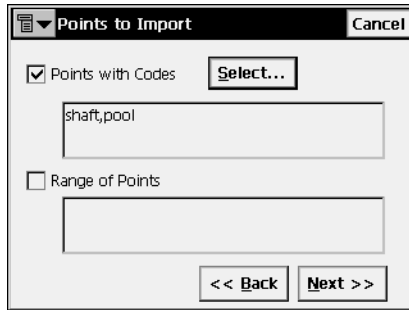 Points to Import Cancel
Points with Codes Select...
shaft,pool
Range of Points
<< Back Next >>